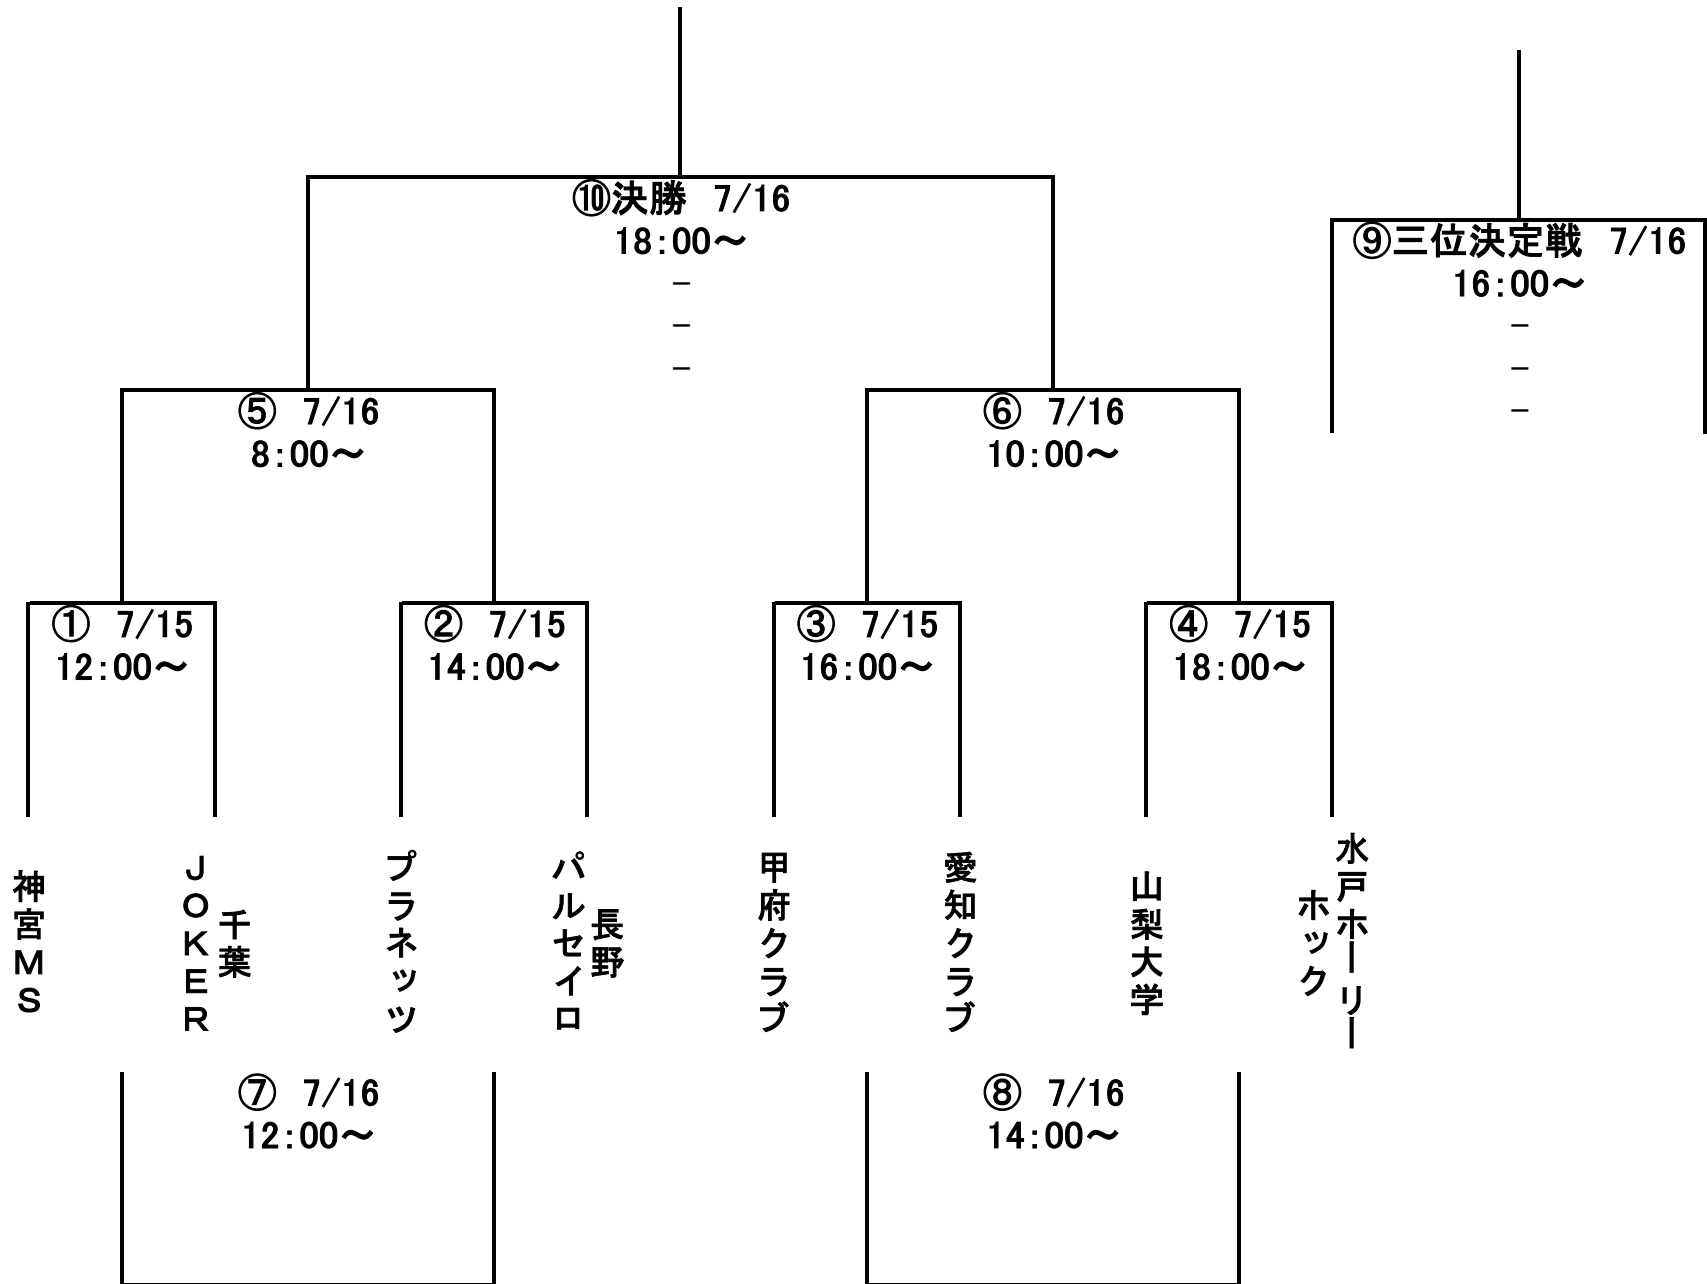 ⑩決勝 7/16
18:00～
－
－
－
⑨三位決定戦 7/16
16:00～
－
－
－
⑤ 7/16
8:00～
⑥ 7/16
10:00～
① 7/15
12:00～
② 7/15
14:00～
③ 7/15
16:00～
④ 7/15
18:00～
神宮ＭＳ
千葉
ＪＯＫＥＲ
プラネッツ
長野
パルセイロ
甲府クラブ
愛知クラブ
山梨大学
水戸ホーリー
ホック
⑦ 7/16
12:00～
⑧ 7/16
14:00～